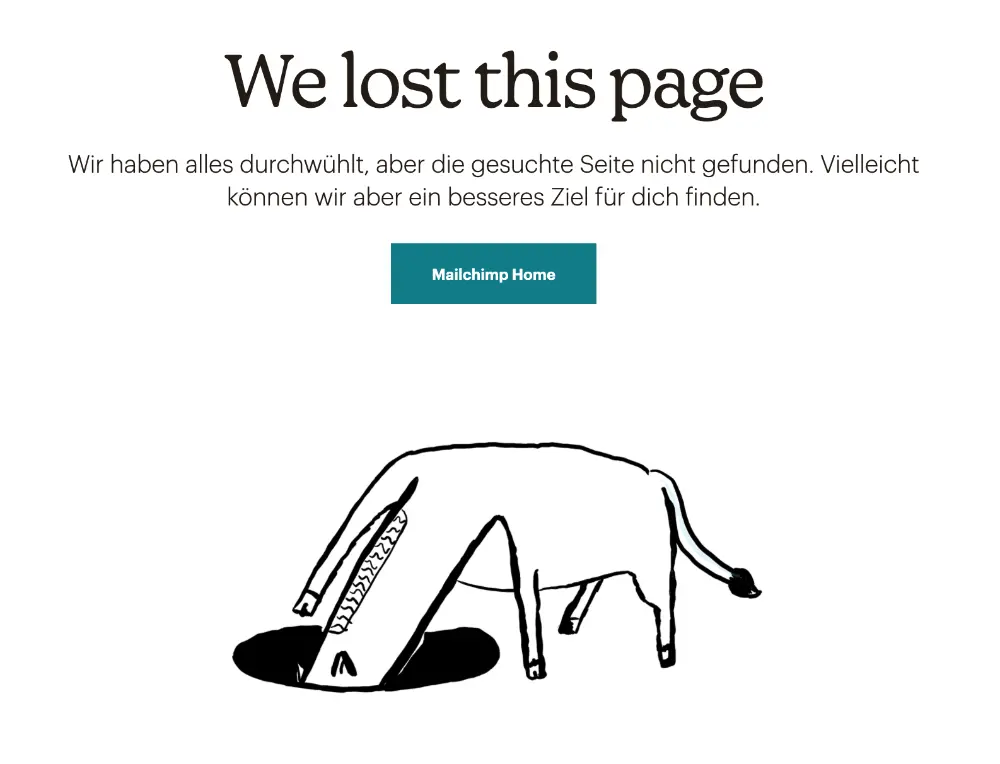 We lost this page
Wir haben alles durchwühlt, aber die gesuchte Seite nicht gefunden. Vielleicht
können wir aber ein besseres Ziel für dich finden.
Mailchimp Home